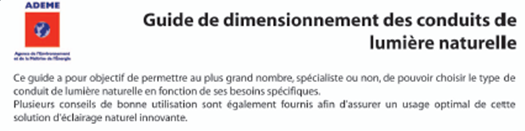 ADEME
Agence de l'Environnement
et de la Maîtrise de l'Energie
Guide de dimensionnement des conduits de
lumière naturelle
Ce guide a pour objectif de permettre au plus grand nombre, spécialiste ou non, de pouvoir choisir le type de
conduit de lumière naturelle en fonction de ses besoins spécifiques.
Plusieurs conseils de bonne utilisation sont également fournis afin d'assurer un usage optimal de cette
solution d'éclairage naturel innovante.